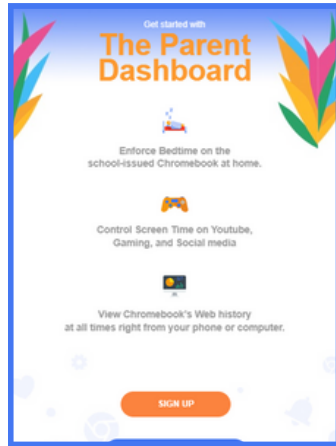 Get started with
The Parent
Dashboard
Enforce Bedtime on the
school-issued Chromebook at home.
Control Screen Time on Youtube,
Gaming, and Social media
View Chromebook's Web history
at all times right from your phone or computer.
SIGN UP